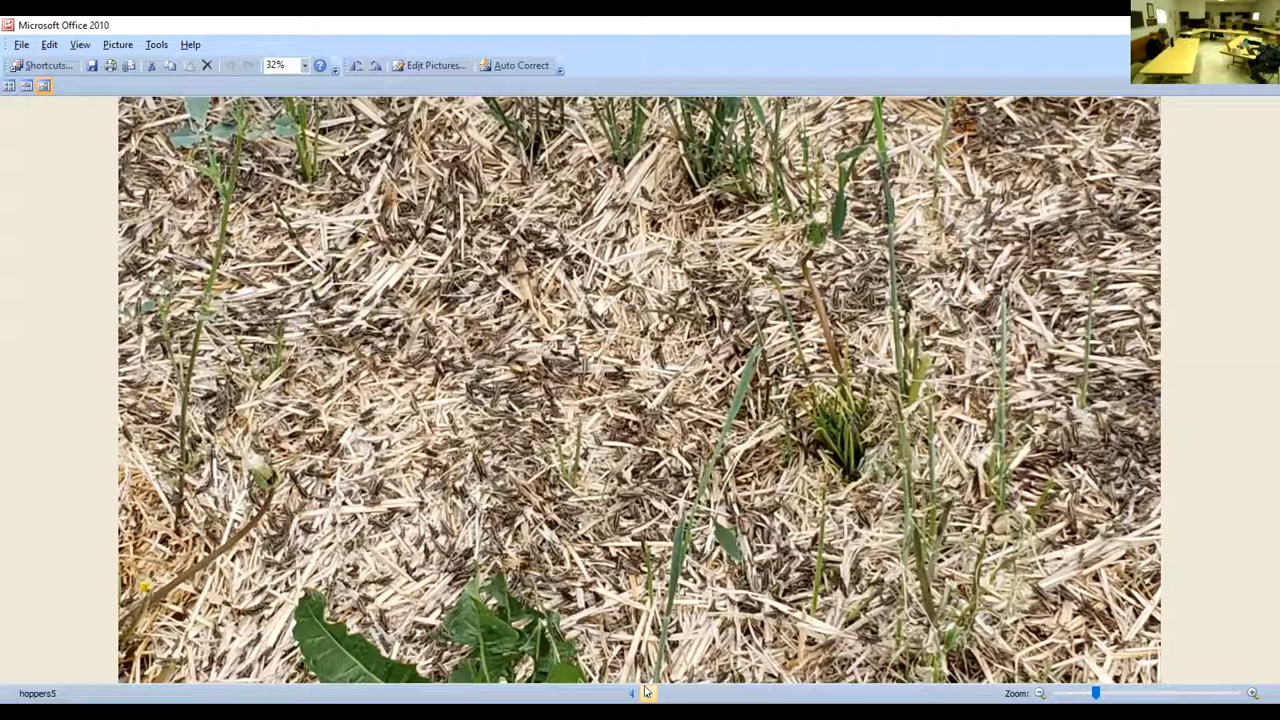 Microsoft Office 2010
File Edit View Picture Tools Help
Shortcuts... 32% Edit Pictures... Auto Correct
hoppers5 Zoom: